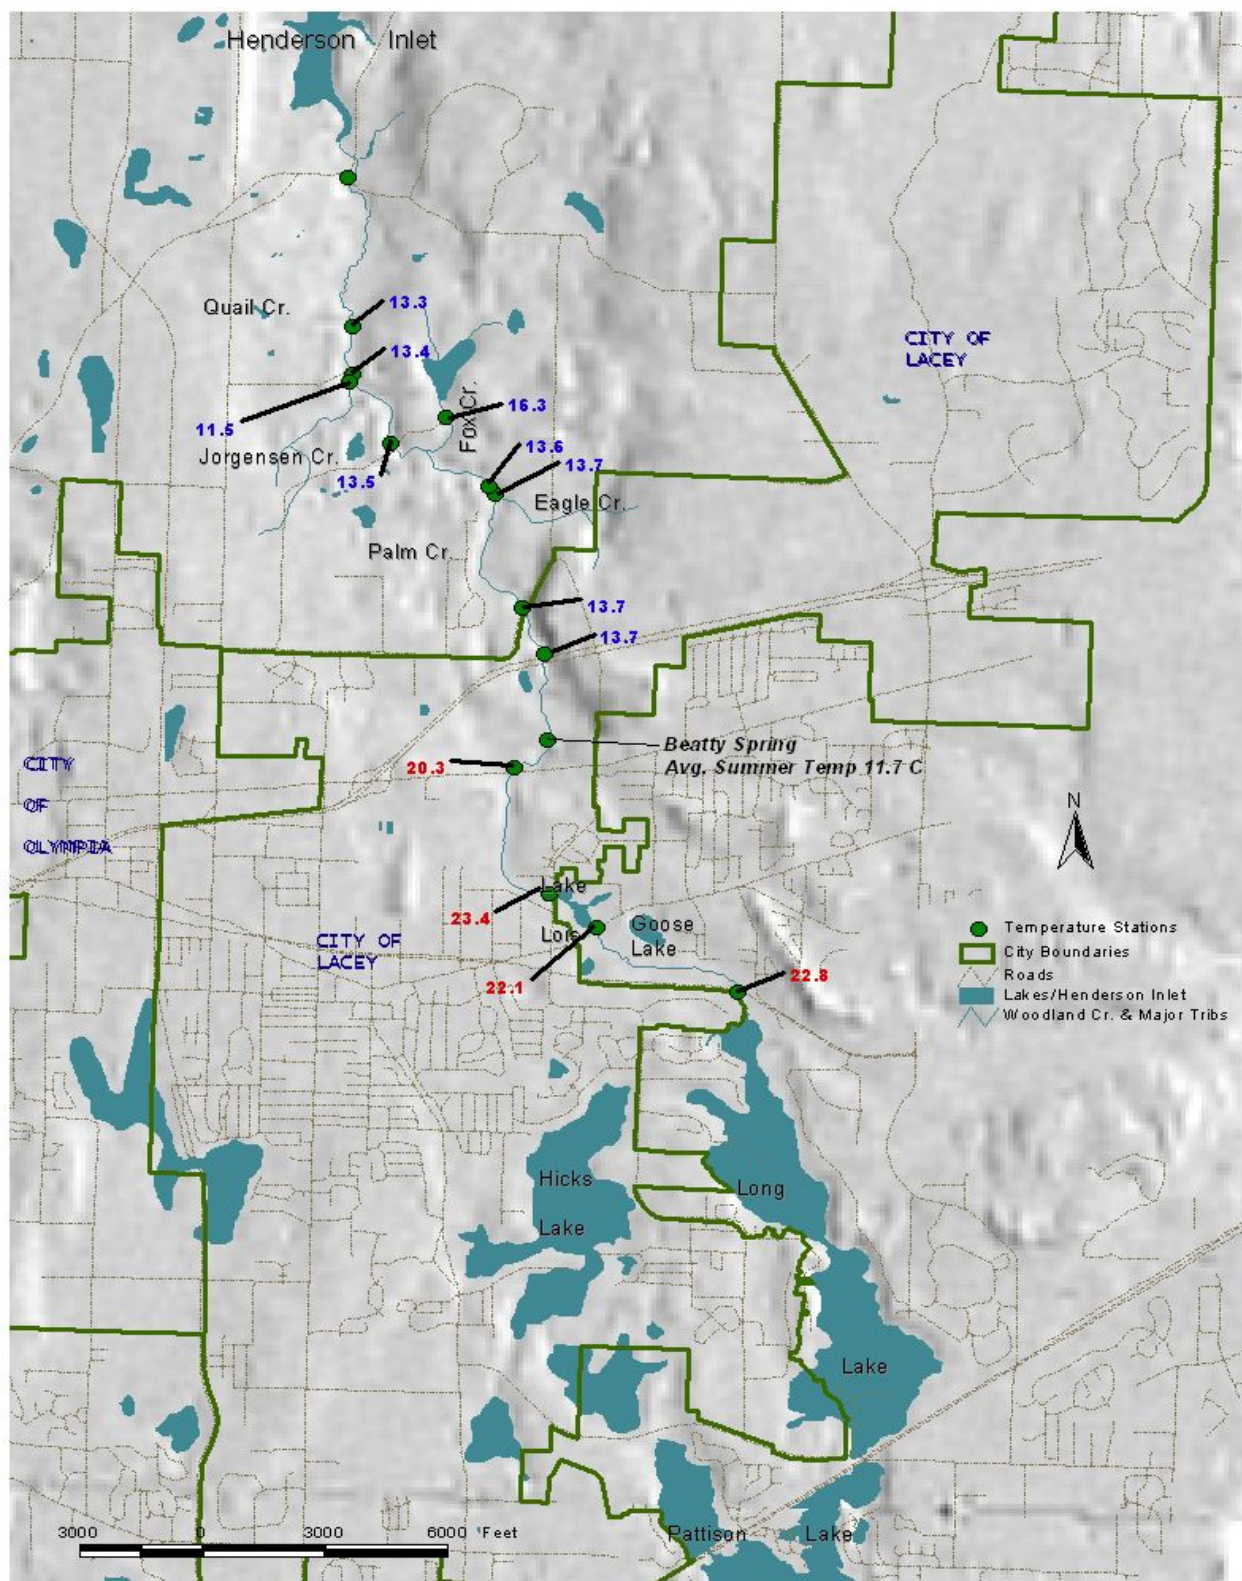 Henderson Inlet
Quail Cr.
13.3
13.4
CITY OF
LACEY
11.5
16.3
Fox Cr.
Jorgensen Cr.
13.5
13.6
13.7
Eagle Cr.
Palm Cr.
13.7
13.7
Beatty Spring
Avg. Summer Temp 11.7 C
20.3
CITY
OF
OLYMPIA
N
Lake
Lois
23.4
Goose
Lake
CITY OF
LACEY
22.1
22.8
Temperature Stations
City Boundaries
Roads
Lakes/Henderson Inlet
Woodland Cr. & Major Tribs
Hicks
Lake
Long
Lake
Pattison Lake
3000 0 3000 6000 Feet